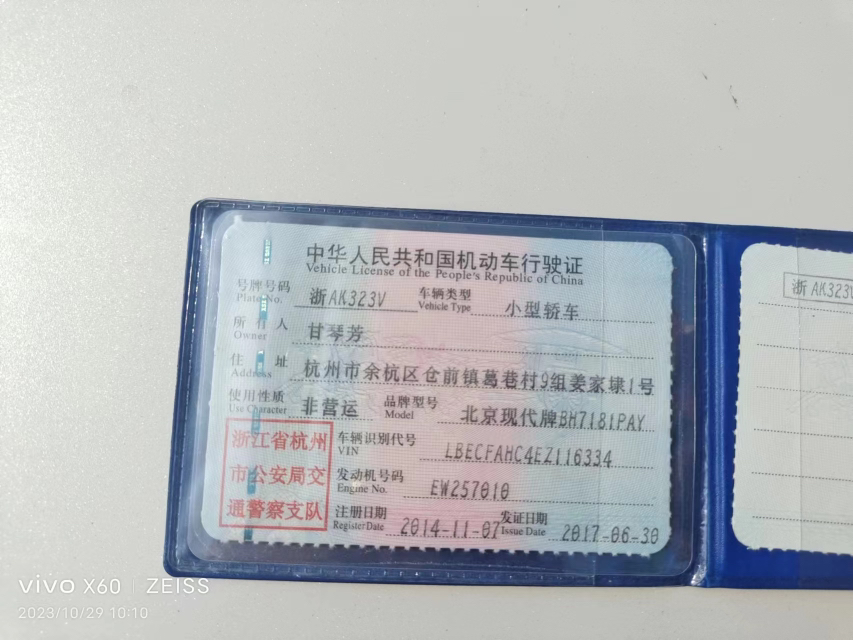 中华人民共和国机动车行驶证
Vehicle License of the People's Republic of China
号牌号码 浙AK323V 车辆类型 小型轿车
Plate No. Vehicle Type
所有人 甘琴芳
Owner
住址 杭州市余杭区仓前镇葛巷村9组姜家埭1号
Address
使用性质 非营运 品牌型号 北京现代牌BH7181PAY
Use Character Model
浙江省杭州
市公安局交
通警察支队
车辆识别代号 LBECFAHC4EZ116334
VIN
发动机号码 EW257010
Engine No.
注册日期 2014-11-07 发证日期 2017-06-30
Register Date Issue Date
浙AK323V
vivo X60 | ZEISS
2023/10/29 10:10